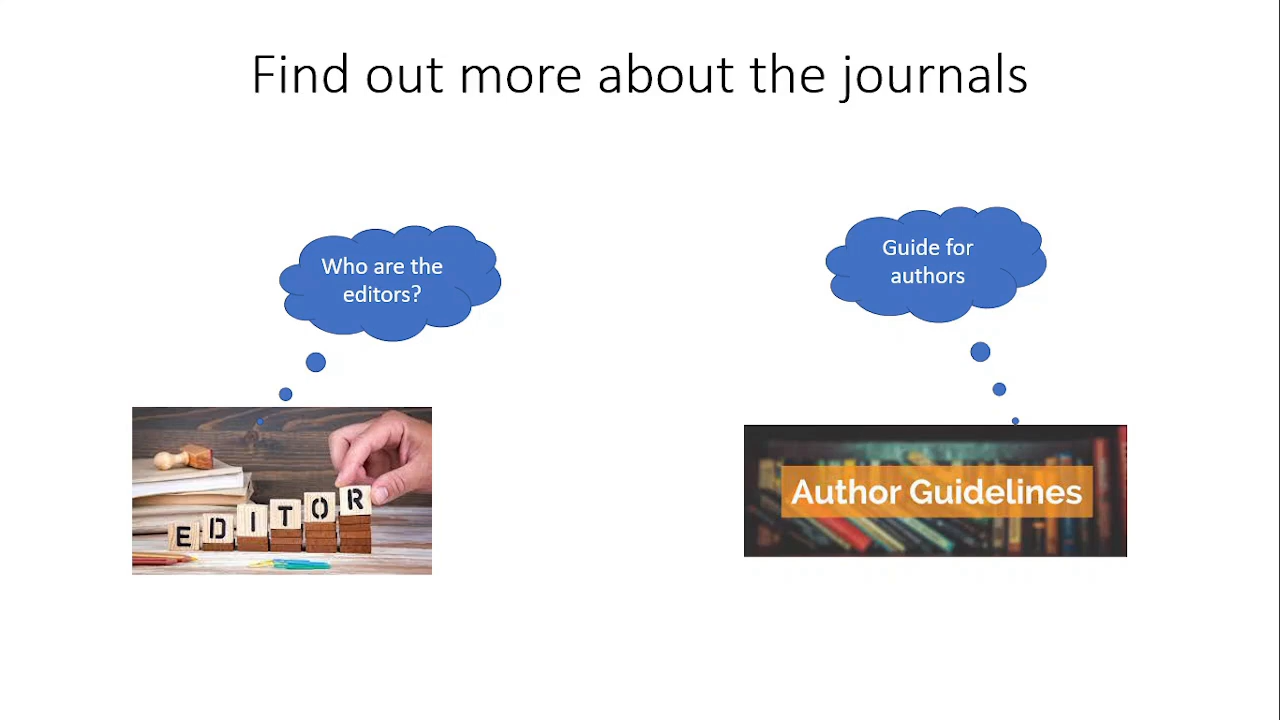 Find out more about the journals
Who are the
editors?
Guide for
authors
EDITOR
Author Guidelines